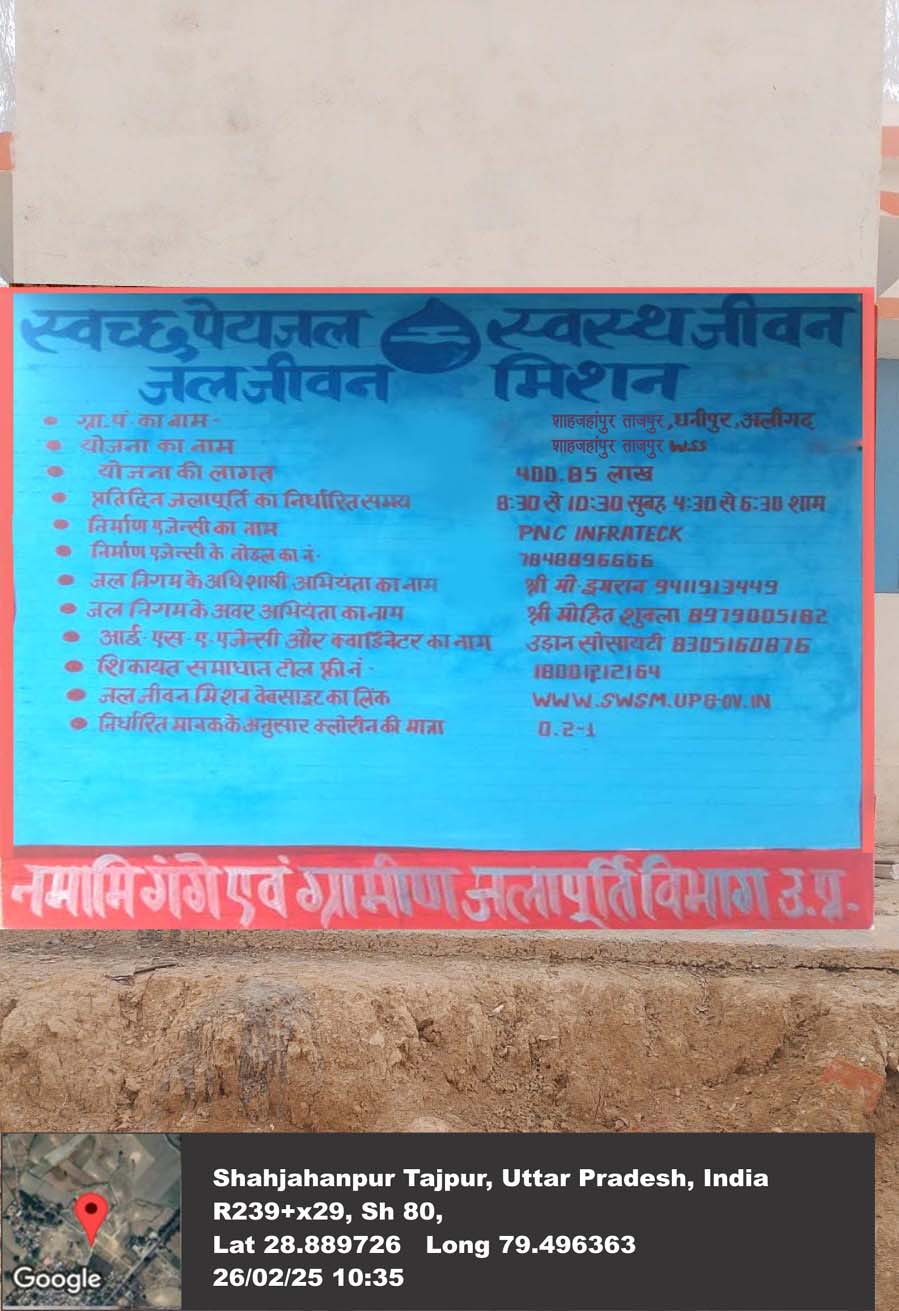 स्वच्छ पेयजल स्वस्थ जीवन
जल जीवन मिशन
ग्रा.पं. का नाम - शाहजहांपुर ताजपुर, धनीपुर, अलीगढ़
योजना का नाम शाहजहांपुर ताजपुर WSS
योजना की लागत 400.85 लाख
प्रतिदिन जलापूर्ति का निर्धारित समय 8:30 से 10:30 सुबह 4:30 से 6:30 शाम
निर्माण एजेन्सी का नाम PNC INFRATECK
निर्माण एजेन्सी के नोडल का नं. 7848896666
जल निगम के अधिशाषी अभियंता का नाम श्री मो. इमरान 9411913449
जल निगम के अवर अभियंता का नाम श्री मोहित शुक्ला 8979005182
आई. एस. ए. एजेन्सी और क्वार्डिनेटर का नाम उड़ान सोसायटी 8305160876
शिकायत समाधान टोल फ्री नं. 18001212164
जल जीवन मिशन वेबसाइट का लिंक WWW.SWSM.UPGOV.IN
निर्धारित मानक के अनुसार क्लोरीन की मात्रा 0.2-1
नमामि गंगे एवं ग्रामीण जलापूर्ति विभाग उ.प्र.
Shahjahanpur Tajpur, Uttar Pradesh, India
R239+x29, Sh 80,
Lat 28.889726 Long 79.496363
26/02/25 10:35
Google